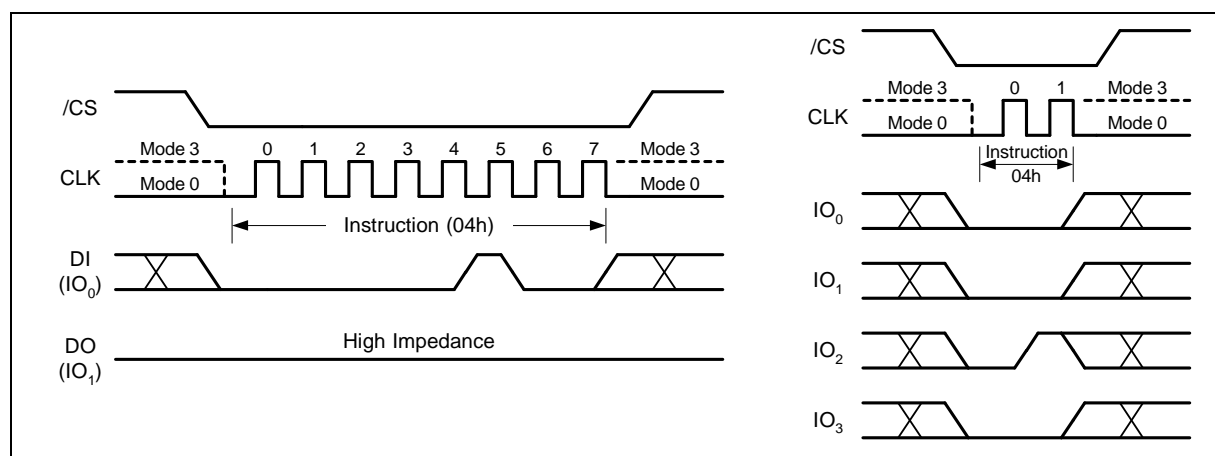 /CS
Mode 3
0 1 2 3 4 5 6 7
Mode 3
CLK
Mode 0
Mode 0
Instruction (04h)
DI
(IO0)
High Impedance
DO
(IO1)
/CS
Mode 3
0 1
Mode 3
CLK
Mode 0
Mode 0
Instruction
04h
IO0
IO1
IO2
IO3